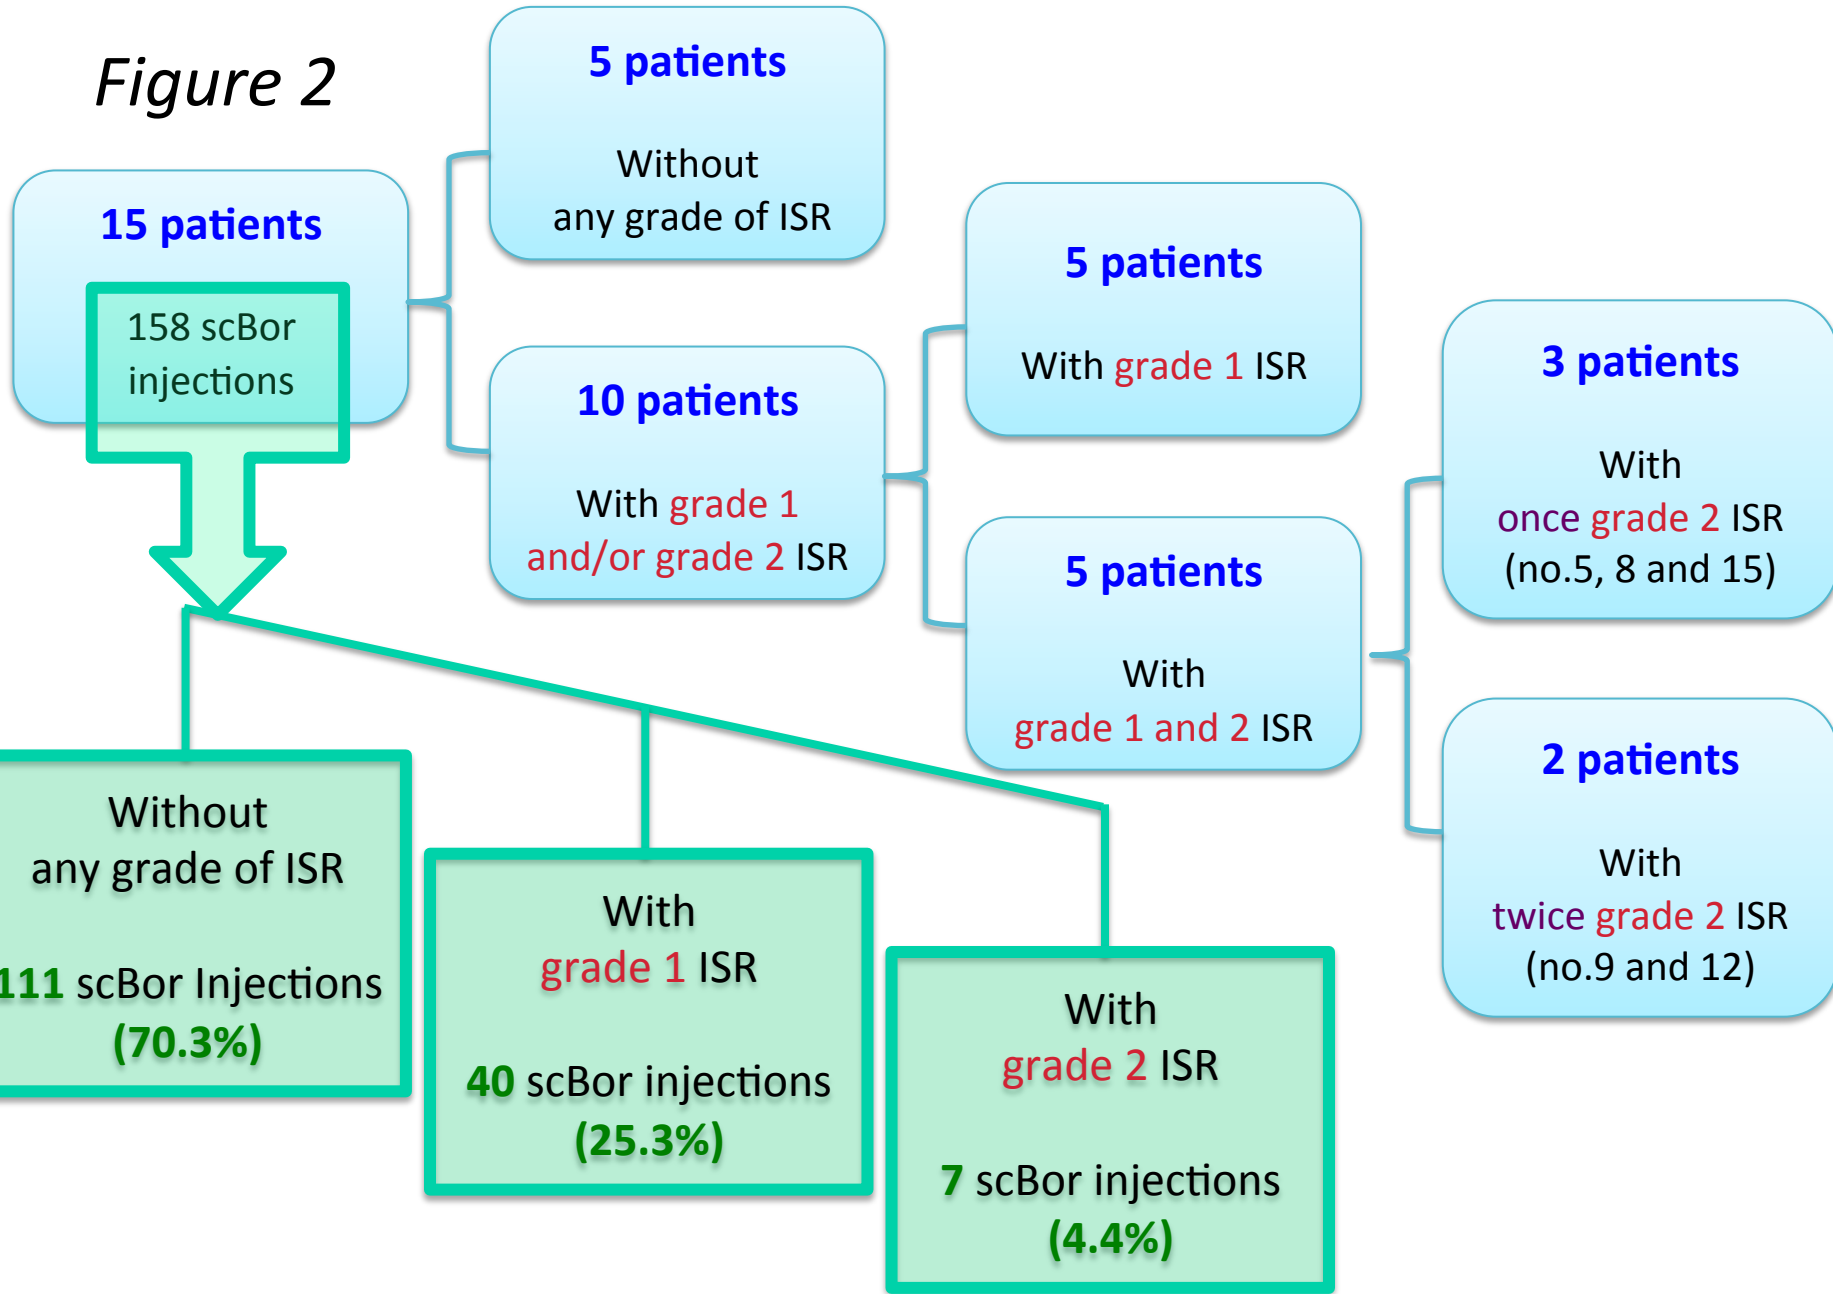 Figure 2
15 patients
158 scBor
injections
5 patients
Without
any grade of ISR
10 patients
With grade 1
and/or grade 2 ISR
5 patients
With grade 1 ISR
5 patients
With
grade 1 and 2 ISR
3 patients
With
once grade 2 ISR
(no.5, 8 and 15)
2 patients
With
twice grade 2 ISR
(no.9 and 12)
Without
any grade of ISR
111 scBor Injections
(70.3%)
With
grade 1 ISR
40 scBor injections
(25.3%)
With
grade 2 ISR
7 scBor injections
(4.4%)